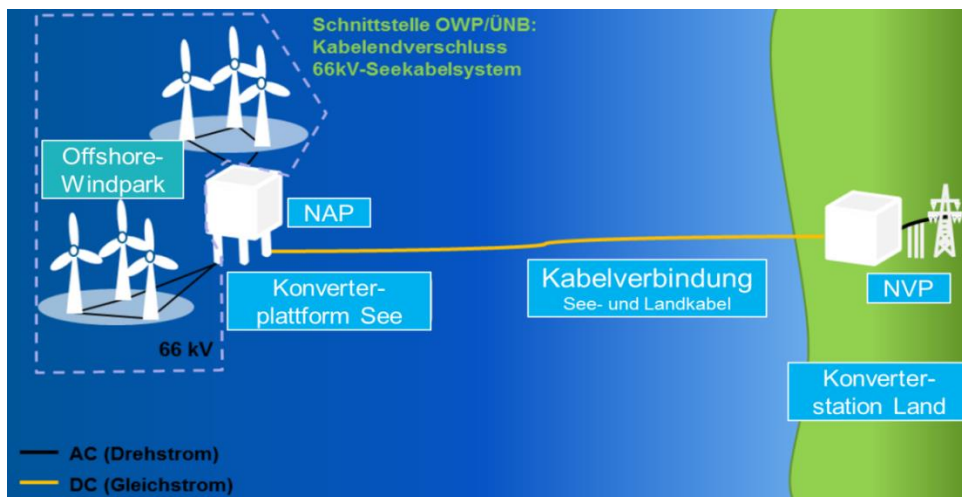 Schnittstelle OWP/ÜNB:
Kabelendverschluss
66kV-Seekabelsystem
Offshore-
Windpark
NAP
Konverter-
plattform See
66 kV
Kabelverbindung
See- und Landkabel
NVP
Konverter-
station Land
AC (Drehstrom)
DC (Gleichstrom)